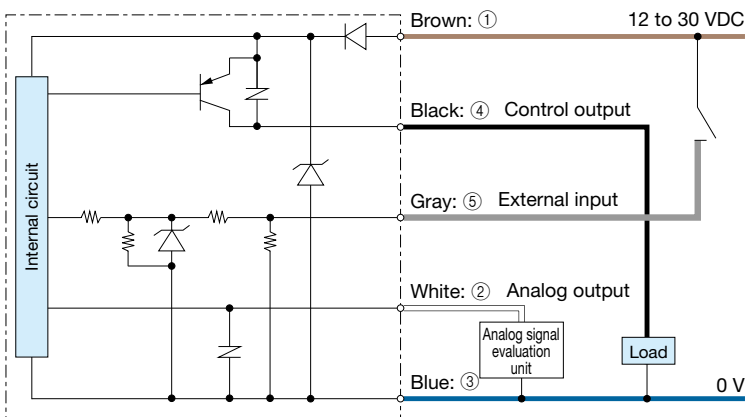 Brown: ① 12 to 30 VDC
Black: ④ Control output
Gray: ⑤ External input
Internal circuit
White: ② Analog output
Analog signal
evaluation
unit
Load
Blue: ③ 0 V